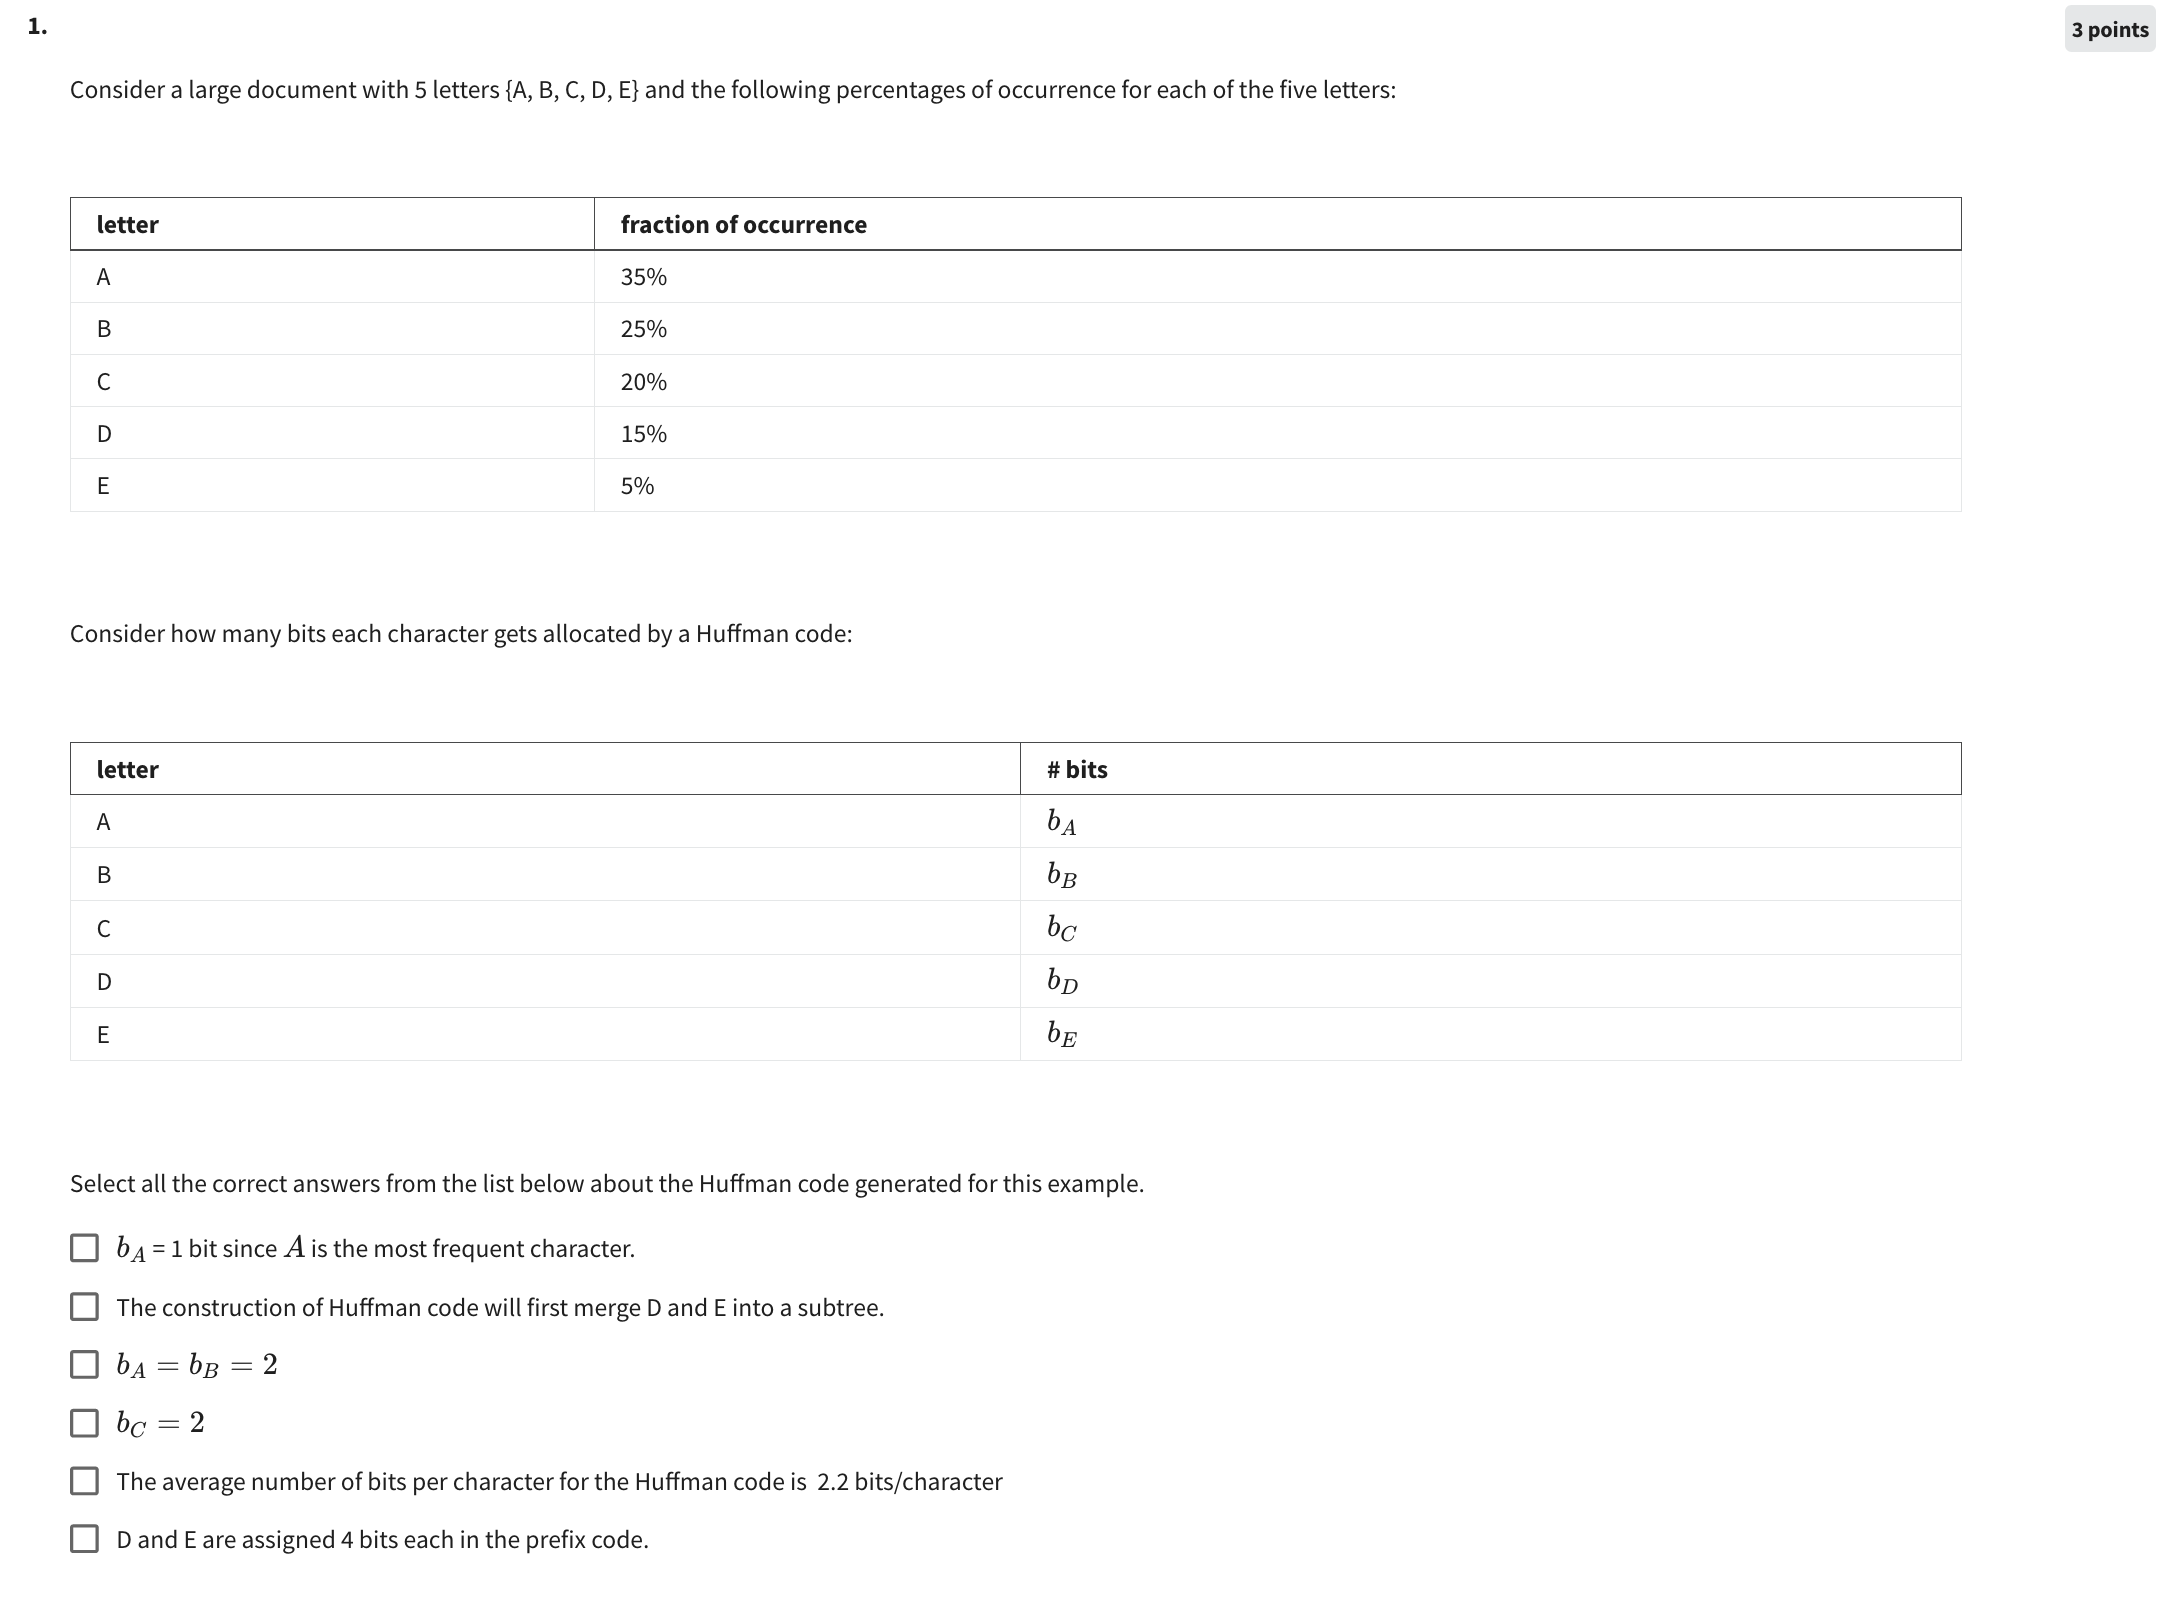 1.
3 points
Consider a large document with 5 letters {A, B, C, D, E} and the following percentages of occurrence for each of the five letters:
letter fraction of occurrence
A 35%
B 25%
C 20%
D 15%
E 5%
Consider how many bits each character gets allocated by a Huffman code:
letter # bits
A b_A
B b_B
C b_C
D b_D
E b_E
Select all the correct answers from the list below about the Huffman code generated for this example.
b_A = 1 bit since A is the most frequent character.
The construction of Huffman code will first merge D and E into a subtree.
b_A = b_B = 2
b_C = 2
The average number of bits per character for the Huffman code is 2.2 bits/character
D and E are assigned 4 bits each in the prefix code.